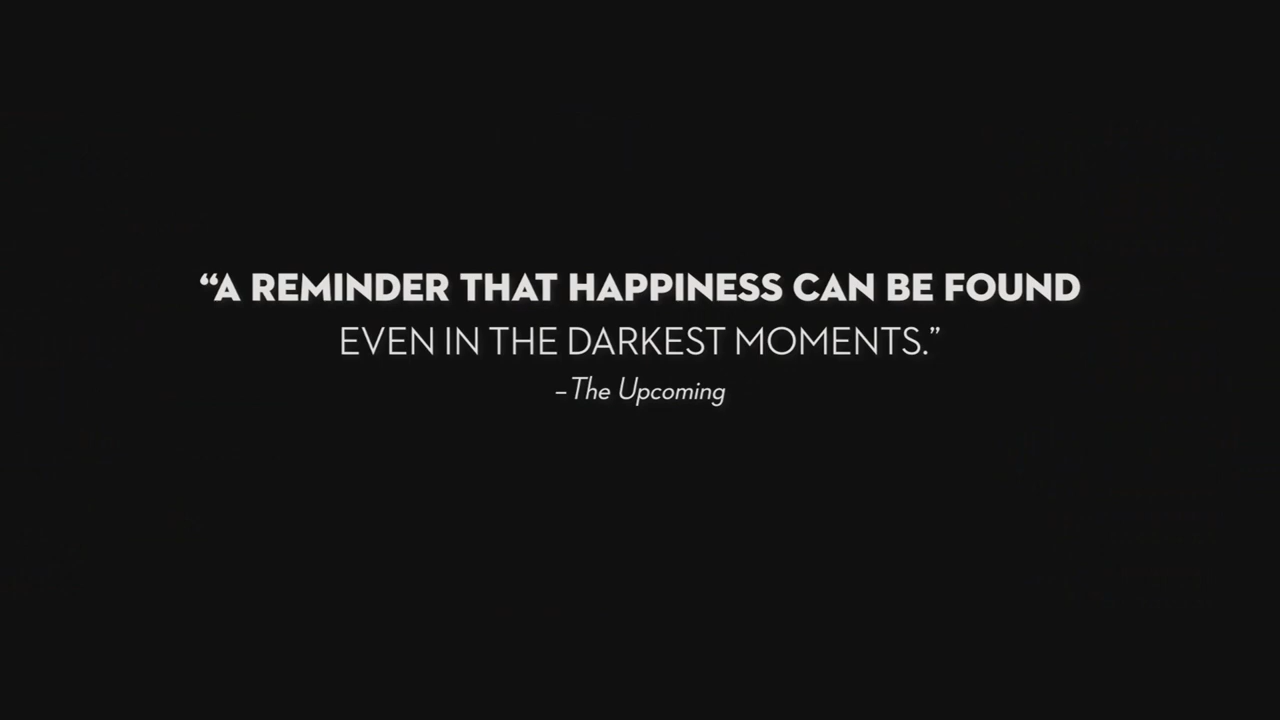 “A REMINDER THAT HAPPINESS CAN BE FOUND
EVEN IN THE DARKEST MOMENTS.”
–The Upcoming